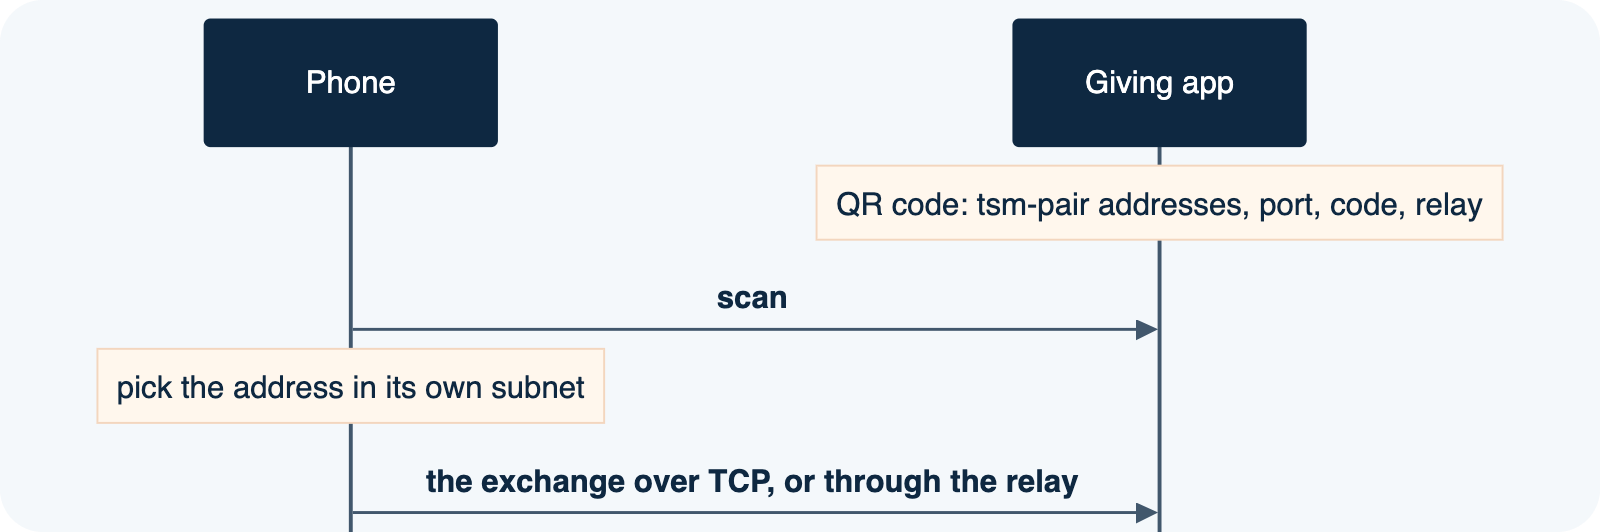 Phone
Giving app
QR code: tsm-pair addresses, port, code, relay
scan
pick the address in its own subnet
the exchange over TCP, or through the relay